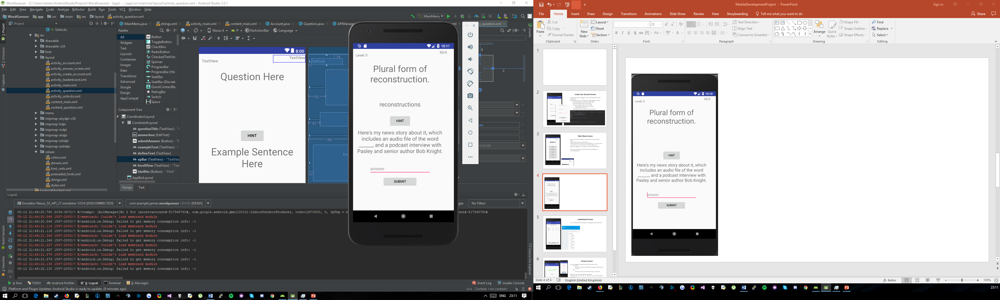 WordGuesser - [C:\Users\James\AndroidStudioProjects\WordGuesser] - [app] - ...\app\src\main\res\layout\activity_question.xml - Android Studio 3.0.1
File Edit View Navigate Code Analyze Refactor Build Run Tools VCS Window Help
WordGuesser app src main res layout activity_question.xml
MainMenu
Project
MainMenu.java strings.xml activity_main.xml content_main.xml Account.java Question.java
Unlocks
res
drawable
drawable-v24
font
layout
activity_account.xml
activity_answer_screen.xml
activity_create_account.xml
activity_leaderboard.xml
activity_main.xml
activity_question.xml
activity_unlocks.xml
content_main.xml
content_question.xml
menu
mipmap-anydpi-v26
mipmap-hdpi
mipmap-mdpi
mipmap-xhdpi
mipmap-xxhdpi
mipmap-xxxhdpi
values
colors.xml
dimens.xml
font_certs.xml
preloaded_fonts.xml
strings.xml
styles.xml
AndroidManifest.xml
1: Project
7: Structure
Captures
Build Variants
2: Favorites
Palette
All
Widgets
Text
Layouts
Containers
Images
Date
Transitions
Advanced
Google
Design
AppCompat
Button
ToggleButton
CheckBox
RadioButton
CheckedTextVie
Spinner
ProgressBar
ProgressBar (Ho
SeekBar
SeekBar (Discret
QuickContactBa
RatingBar
Switch
Space
Component Tree
CoordinatorLayout
ConstraintLayout
questionTitle (TextView)
answerbox (EditText)
submitAnswer (Button) - "S
exampleText (TextView) - "
defineText (TextView)
xpBar (TextView) - "TextView
levelView (TextView) - "Text
hintBtn (Button) - "Hint"
AppBarLayout
Nexus 4 P NoActionBar Language
8:00
TextView
TextView
Question Here
HINT
Example Sentence
Here
Design Text
10:11
55/5
Level: 0
Plural form of
reconstruction.
reconstructions
HINT
Here's my news story about it, which
includes an audio file of the word
______, and a podcast interview with
Pasley and senior author Bob Knight.
answer
SUBMIT
Gradle
Device File Explorer
Logcat
Emulator Nexus_5X_API_27 emulator-5554 [DISCONNECTED]
com.example.james.wordguesser (26458) [DEAD]
No Filters
05-12 21:46:20.760 2034-3672/? W/ctxmgr: [AclManager]No 2 for (accnt=account#-517948760#, com.google.android.gms(10013):IndoorOutdoorProducer, vrsn=12673000, 0, 3pPkg = n
05-12 21:46:20.866 1597-2083/? E/memtrack: Couldn't load memtrack module
05-12 21:46:20.866 1597-2083/? W/android.os.Debug: failed to get memory consumption info: -1
05-12 21:46:21.116 1597-2083/? E/memtrack: Couldn't load memtrack module
05-12 21:46:21.116 1597-2083/? W/android.os.Debug: failed to get memory consumption info: -1
05-12 21:46:21.366 1597-2083/? E/memtrack: Couldn't load memtrack module
05-12 21:46:21.366 1597-2083/? W/android.os.Debug: failed to get memory consumption info: -1
05-12 21:46:21.627 1597-2083/? E/memtrack: Couldn't load memtrack module
05-12 21:46:21.627 1597-2083/? W/android.os.Debug: failed to get memory consumption info: -1
05-12 21:46:21.879 1597-2083/? E/memtrack: Couldn't load memtrack module
05-12 21:46:21.879 1597-2083/? W/android.os.Debug: failed to get memory consumption info: -1
05-12 21:46:22.130 1597-2083/? E/memtrack: Couldn't load memtrack module
05-12 21:46:22.130 1597-2083/? W/android.os.Debug: failed to get memory consumption info: -1
4: Run TODO Android Profiler 6: Logcat Terminal 0: Messages Event Log Gradle Console
Platform and Plugin Updates: Android Studio is ready to update. (9 minutes ago) n/a Context: <no context>
ENG 23:11
MobileDevelopmentProject - PowerPoint
Sign in
File Home Insert Draw Design Transitions Animations Slide Show Review View Storyboarding Tell me what you want to do Share
Paste
Cut
Copy
Format Painter
Clipboard
New Slide
Layout
Reset
Section
Slides
28
Font
Text Direction
Align Text
Convert to SmartArt
Paragraph
Arrange
Quick Styles
Shape Fill
Shape Outline
Shape Effects
Drawing
Find
Replace
Select
Editing
1
2
Create User Account Screen:
3
Main Menu Screen:
4
5
Leaderboard Screen:
6
Answer Screen:
10:10
55/5
Level: 0
Plural form of
reconstruction.
HINT
Here's my news story about it, which
includes an audio file of the word
______, and a podcast interview with
Pasley and senior author Bob Knight.
answer
SUBMIT
Slide 4 of 6 English (United Kingdom) Notes 103%
23:11